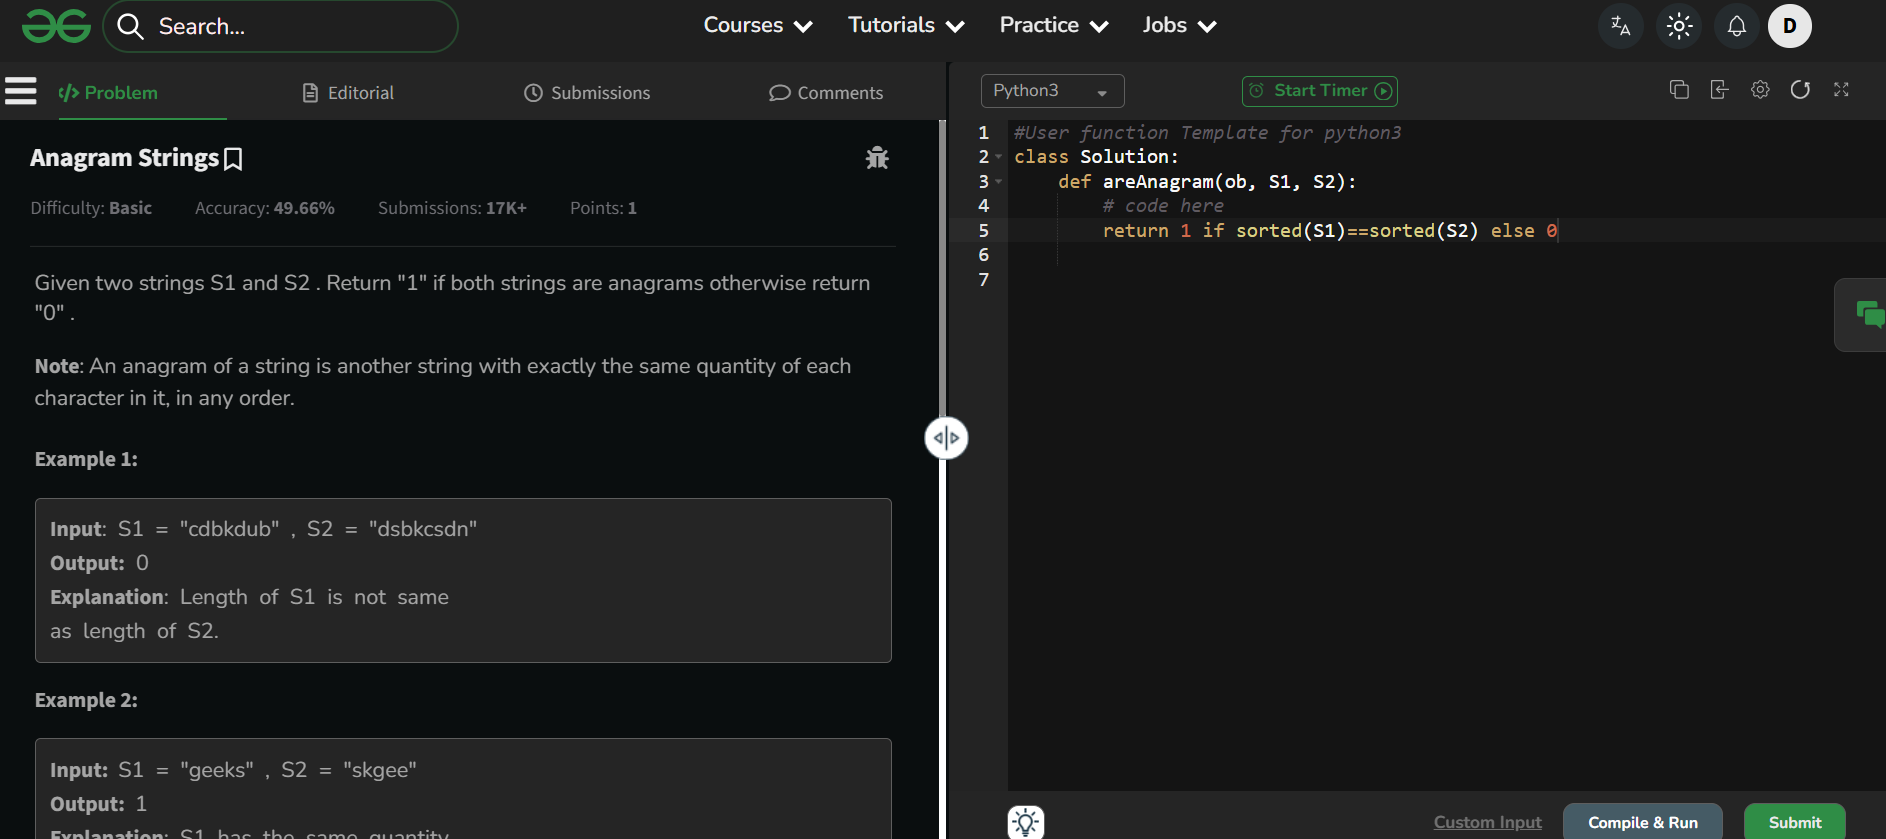 Search...
Courses
Tutorials
Practice
Jobs
D
Problem
Editorial
Submissions
Comments
Anagram Strings
Difficulty: Basic Accuracy: 49.66% Submissions: 17K+ Points: 1
Given two strings S1 and S2 . Return "1" if both strings are anagrams otherwise return
"0" .
Note: An anagram of a string is another string with exactly the same quantity of each
character in it, in any order.
Example 1:
Input: S1 = "cdbkdub" , S2 = "dsbkcsdn"
Output: 0
Explanation: Length of S1 is not same
as length of S2.
Example 2:
Input: S1 = "geeks" , S2 = "skgee"
Output: 1
Explanation: S1 has the same quantity
Python3
Start Timer
1 #User function Template for python3
2 class Solution:
3 def areAnagram(ob, S1, S2):
4 # code here
5 return 1 if sorted(S1)==sorted(S2) else 0
6
7
Custom Input
Compile & Run
Submit